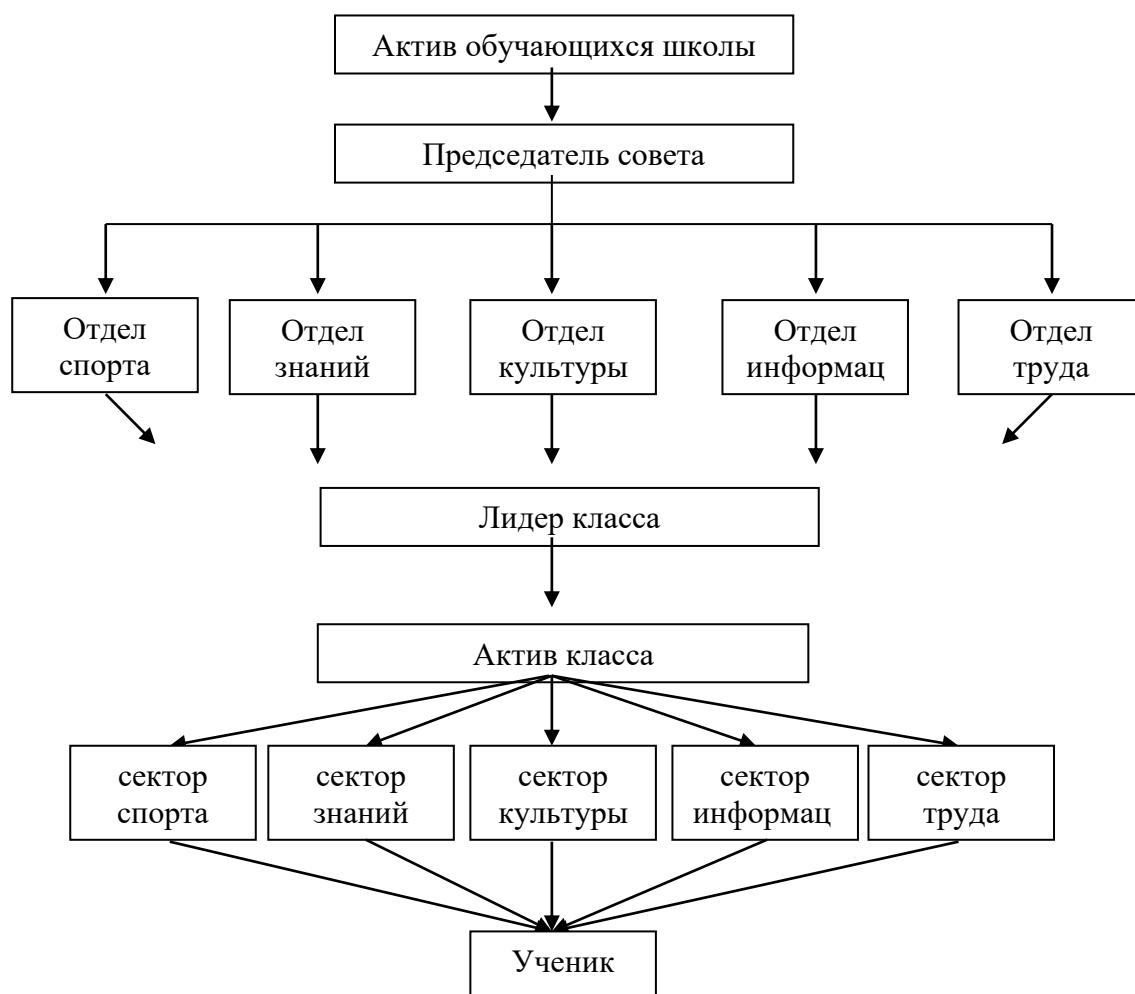 Актив обучающихся школы
Председатель совета
Отдел
спорта
Отдел
знаний
Отдел
культуры
Отдел
информац
Отдел
труда
Лидер класса
Актив класса
сектор
спорта
сектор
знаний
сектор
культуры
сектор
информац
сектор
труда
Ученик